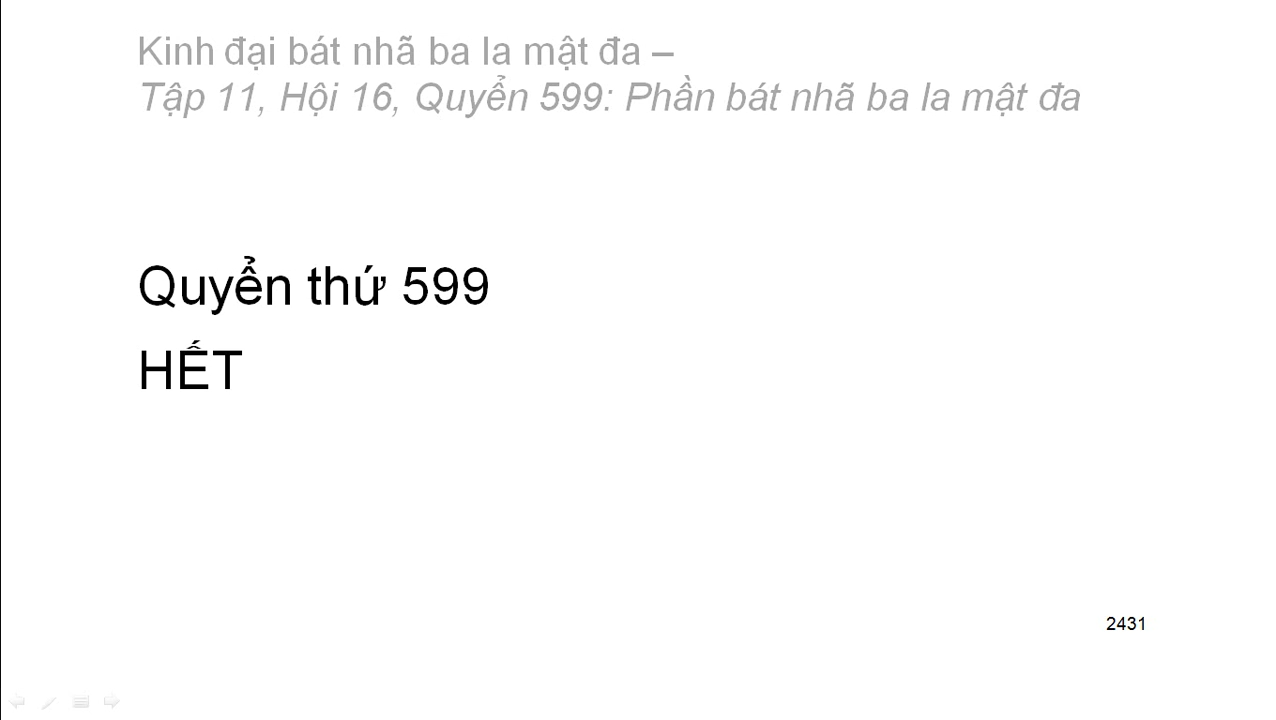 Kinh đại bát nhã ba la mật đa –
Tập 11, Hội 16, Quyển 599: Phần bát nhã ba la mật đa
Quyển thứ 599
HẾT
2431